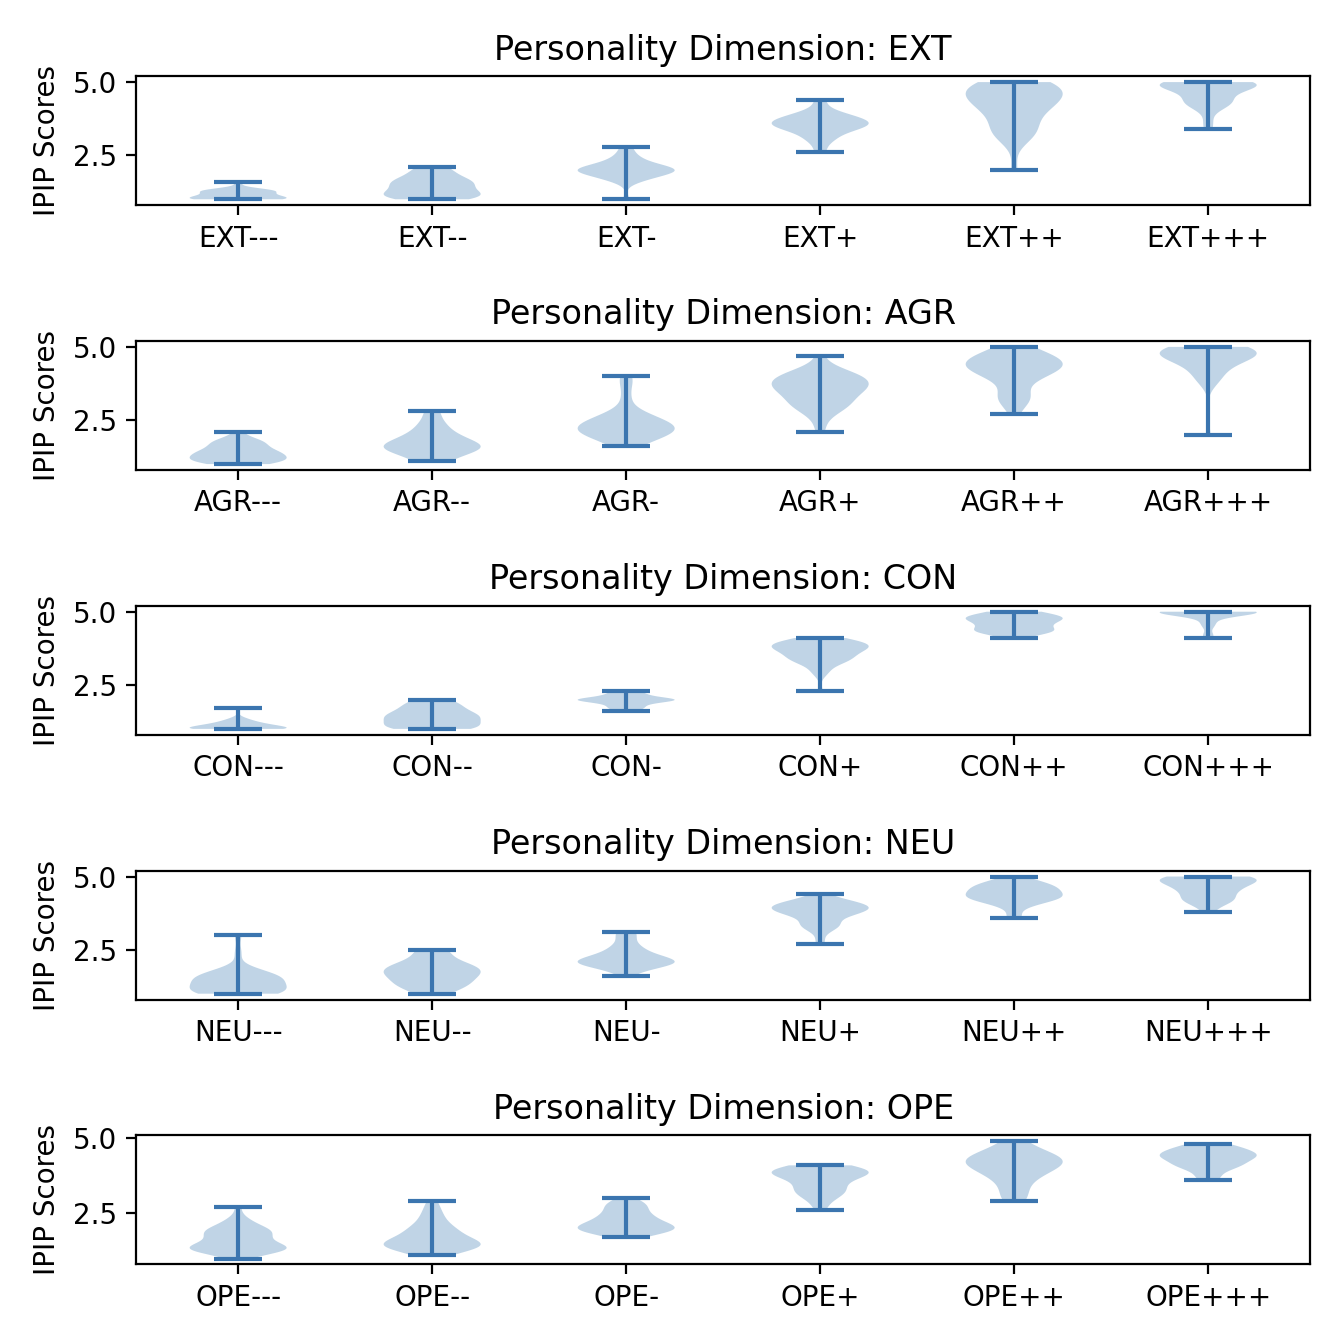 Personality Dimension: EXT
IPIP Scores
5.0
2.5
EXT--- EXT-- EXT- EXT+ EXT++ EXT+++
Personality Dimension: AGR
IPIP Scores
5.0
2.5
AGR--- AGR-- AGR- AGR+ AGR++ AGR+++
Personality Dimension: CON
IPIP Scores
5.0
2.5
CON--- CON-- CON- CON+ CON++ CON+++
Personality Dimension: NEU
IPIP Scores
5.0
2.5
NEU--- NEU-- NEU- NEU+ NEU++ NEU+++
Personality Dimension: OPE
IPIP Scores
5.0
2.5
OPE--- OPE-- OPE- OPE+ OPE++ OPE+++